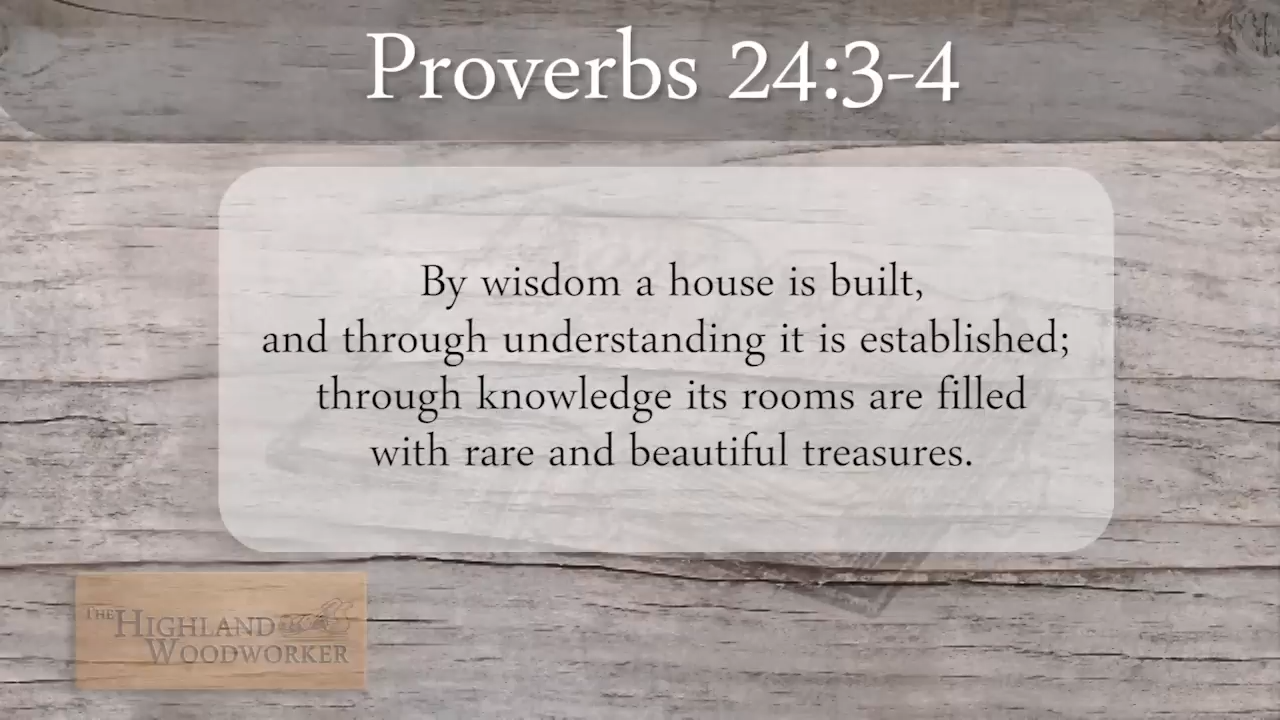 Proverbs 24:3-4
By wisdom a house is built,
and through understanding it is established;
through knowledge its rooms are filled
with rare and beautiful treasures.
THE HIGHLAND
WOODWORKER